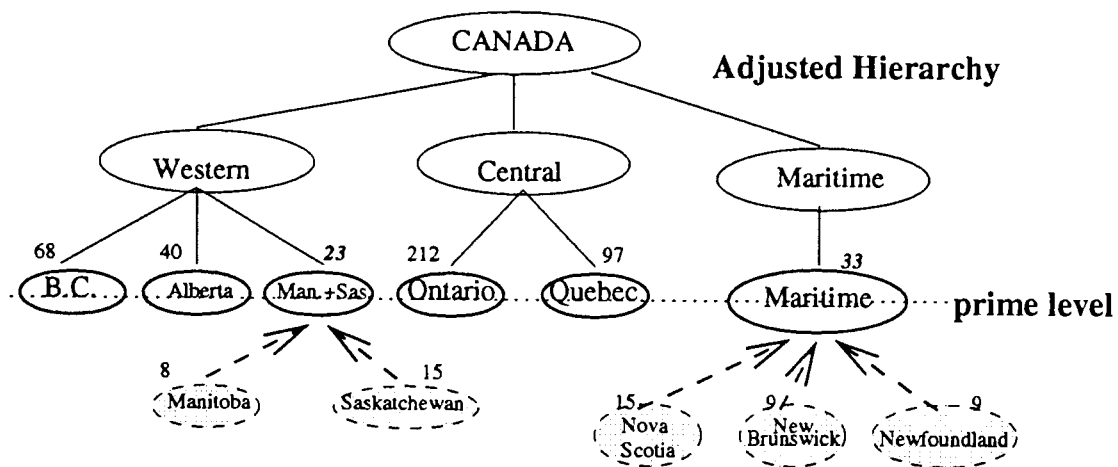 CANADA
Adjusted Hierarchy
Western
Central
Maritime
68
40
23
212
97
33
B.C.
Alberta
Man.+Sas.
Ontario
Quebec
Maritime
prime level
8
15
Manitoba
Saskatchewan
15
9
9
Nova
Scotia
New
Brunswick
Newfoundland